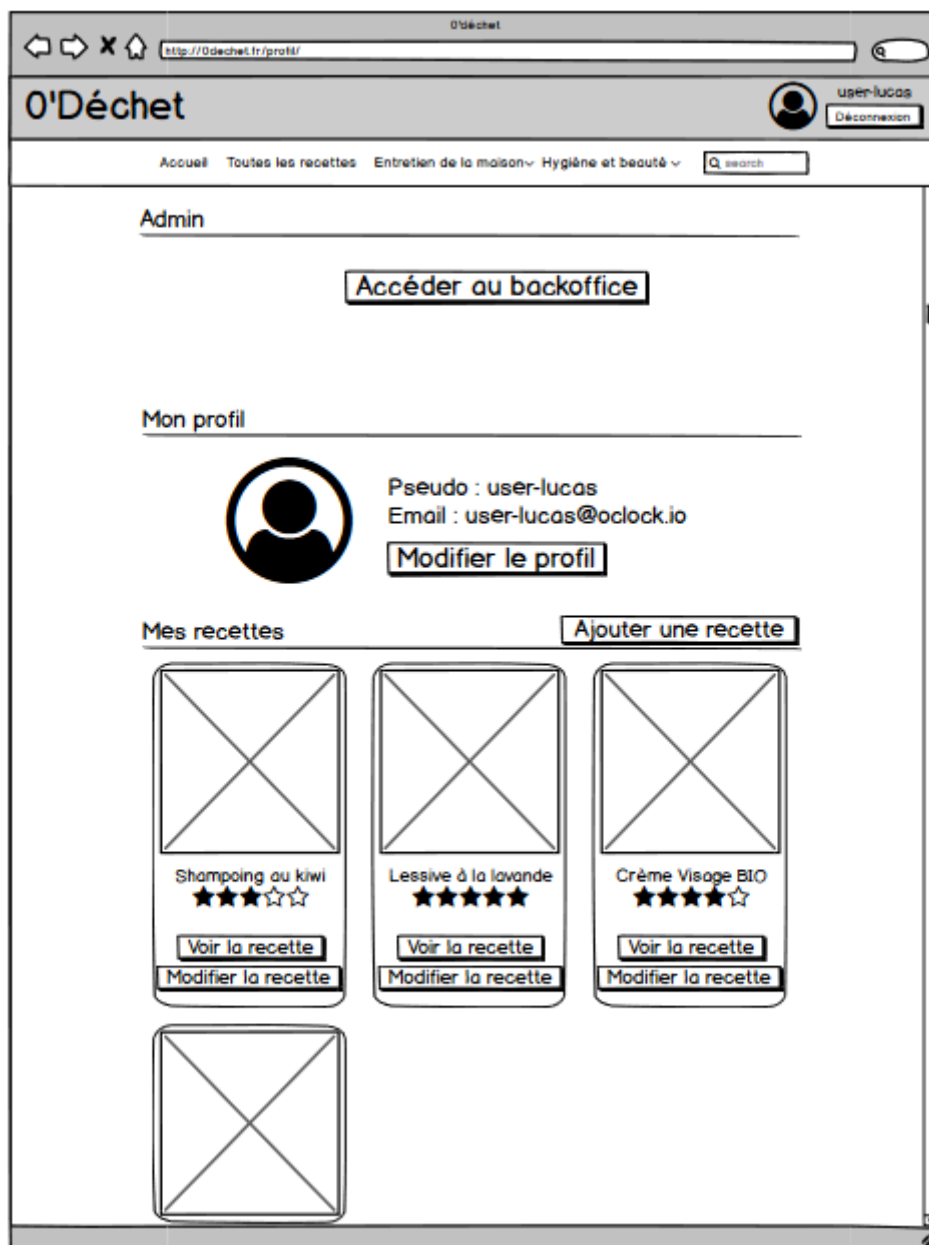 0'déchet
http://0dechet.fr/profil/
0'Déchet
user-lucas
Déconnexion
Accueil Toutes les recettes Entretien de la maison Hygiène et beauté search
Admin
Accéder au backoffice
Mon profil
Pseudo : user-lucas
Email : user-lucas@oclock.io
Modifier le profil
Mes recettes Ajouter une recette
Shampoing au kiwi Lessive à la lavande Crème Visage BIO
Voir la recette Voir la recette Voir la recette
Modifier la recette Modifier la recette Modifier la recette